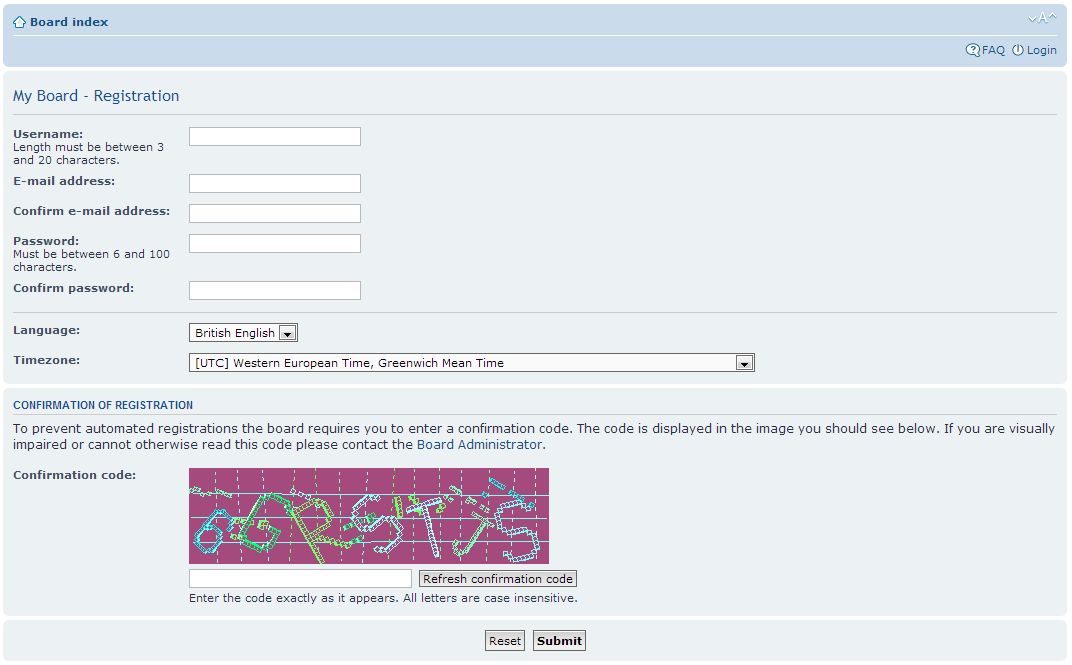 Board index
A
FAQ Login
My Board - Registration
Username:
Length must be between 3
and 20 characters.
E-mail address:
Confirm e-mail address:
Password:
Must be between 6 and 100
characters.
Confirm password:
Language:
British English
Timezone:
[UTC] Western European Time, Greenwich Mean Time
CONFIRMATION OF REGISTRATION
To prevent automated registrations the board requires you to enter a confirmation code. The code is displayed in the image you should see below. If you are visually
impaired or cannot otherwise read this code please contact the Board Administrator.
Confirmation code:
Refresh confirmation code
Enter the code exactly as it appears. All letters are case insensitive.
Reset Submit